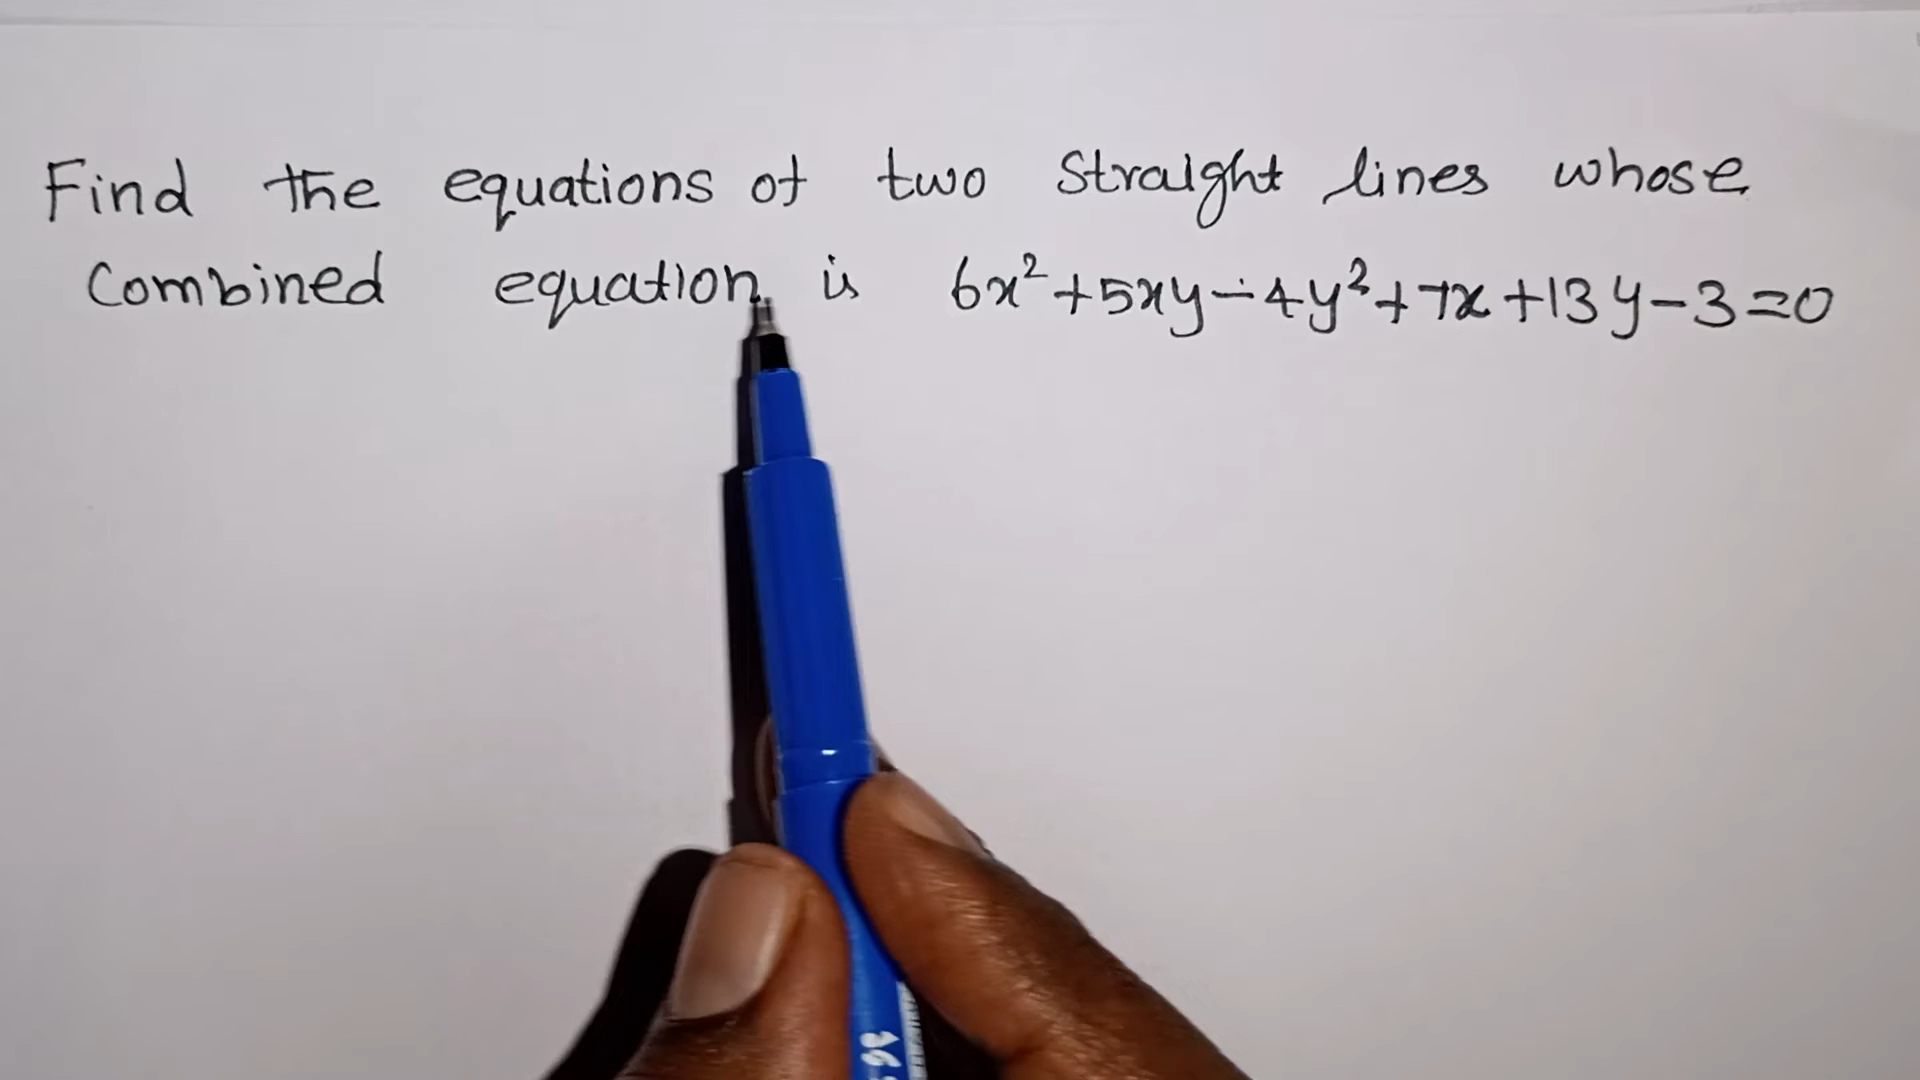 Find the equations of two straight lines whose
Combined equation is 6x²+5xy-4y²+7x+13y-3=0